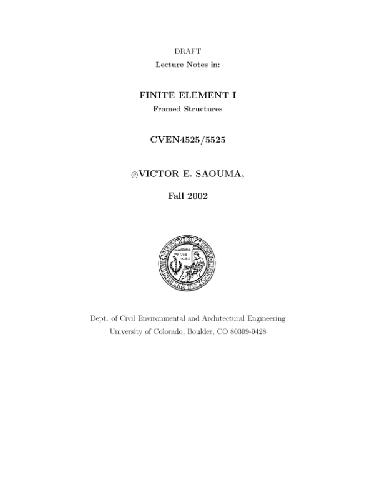 DRAFT
Lecture Notes in:
FINITE ELEMENT I
Framed Structures
CVEN4525/5525
©VICTOR E. SAOUMA.
Fall 2002
Dept. of Civil Environmental and Architectural Engineering
University of Colorado, Boulder, CO 80309-0428